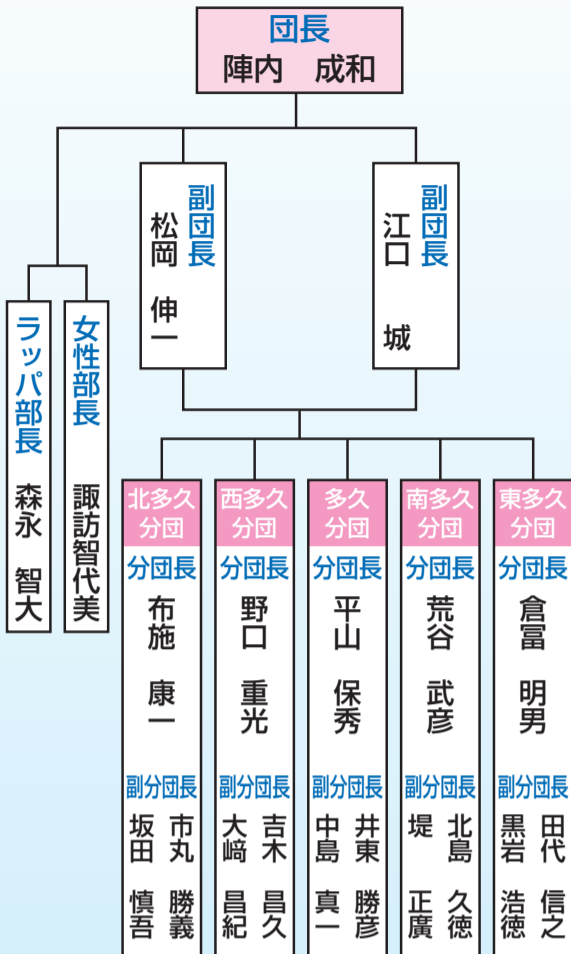 団長
陣内 成和
副団長
江口 城
副団長
松岡 伸一
女性部長 諏訪智代美
ラッパ部長 森永 智大
東多久
分団
分団長
倉冨 明男
副分団長
田代 信之
黒岩 浩徳
南多久
分団
分団長
荒谷 武彦
副分団長
北島 久徳
堤 正廣
多久
分団
分団長
平山 保秀
副分団長
井東 勝彦
中島 真一
西多久
分団
分団長
野口 重光
副分団長
吉木 昌久
大﨑 昌紀
北多久
分団
分団長
布施 康一
副分団長
市丸 勝義
坂田 慎吾